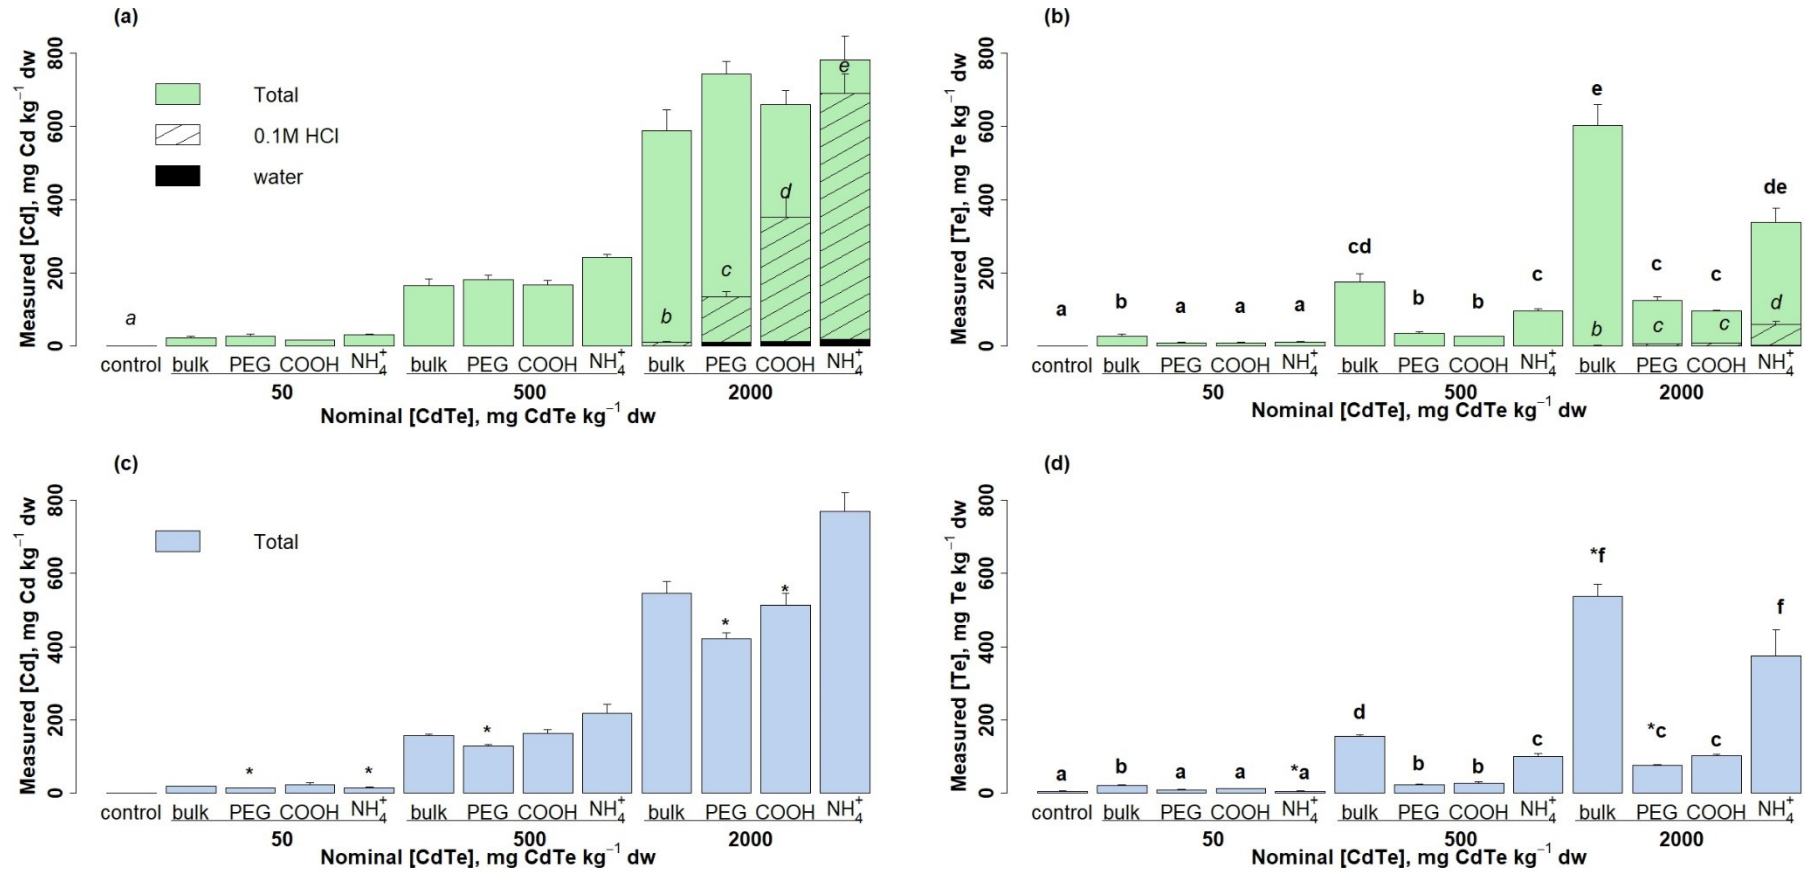 (a)
Measured [Cd], mg Cd kg⁻¹ dw
0 200 400 600 800
Total
0.1M HCl
water
a
b
c
d
e
control bulk PEG COOH NH₄⁺ bulk PEG COOH NH₄⁺ bulk PEG COOH NH₄⁺
50 500 2000
Nominal [CdTe], mg CdTe kg⁻¹ dw
(b)
Measured [Te], mg Te kg⁻¹ dw
0 200 400 600 800
a b a a a cd b b c e c c de
b c c d
control bulk PEG COOH NH₄⁺ bulk PEG COOH NH₄⁺ bulk PEG COOH NH₄⁺
50 500 2000
Nominal [CdTe], mg CdTe kg⁻¹ dw
(c)
Measured [Cd], mg Cd kg⁻¹ dw
0 200 400 600 800
Total
* * * * *
control bulk PEG COOH NH₄⁺ bulk PEG COOH NH₄⁺ bulk PEG COOH NH₄⁺
50 500 2000
Nominal [CdTe], mg CdTe kg⁻¹ dw
(d)
Measured [Te], mg Te kg⁻¹ dw
0 200 400 600 800
a b a a *a d b b c *f *c c f
control bulk PEG COOH NH₄⁺ bulk PEG COOH NH₄⁺ bulk PEG COOH NH₄⁺
50 500 2000
Nominal [CdTe], mg CdTe kg⁻¹ dw